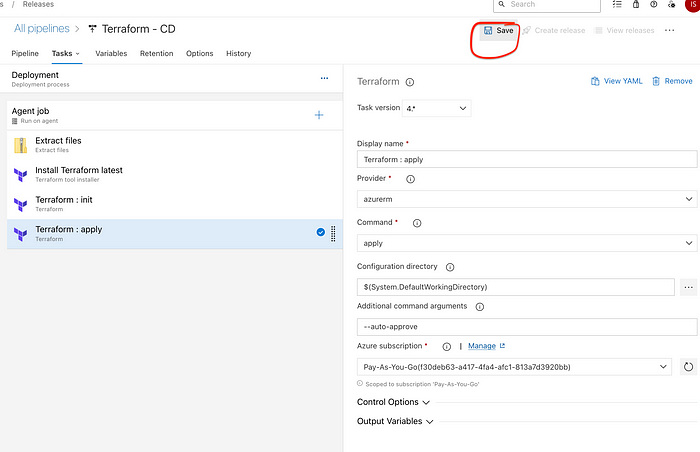 s / Releases
Search
IS
All pipelines > Terraform - CD
Save
Create release
View releases
...
Pipeline
Tasks
Variables
Retention
Options
History
Deployment
Deployment process
...
Agent job
Run on agent
+
Extract files
Extract files
Install Terraform latest
Terraform tool installer
Terraform : init
Terraform
Terraform : apply
Terraform
Terraform
View YAML
Remove
Task version 4.*
Display name *
Terraform : apply
Provider *
azurerm
Command *
apply
Configuration directory
$(System.DefaultWorkingDirectory)
...
Additional command arguments
--auto-approve
Azure subscription * | Manage
Pay-As-You-Go(f30deb63-a417-4fa4-afc1-813a7d3920bb)
Scoped to subscription 'Pay-As-You-Go'
Control Options
Output Variables